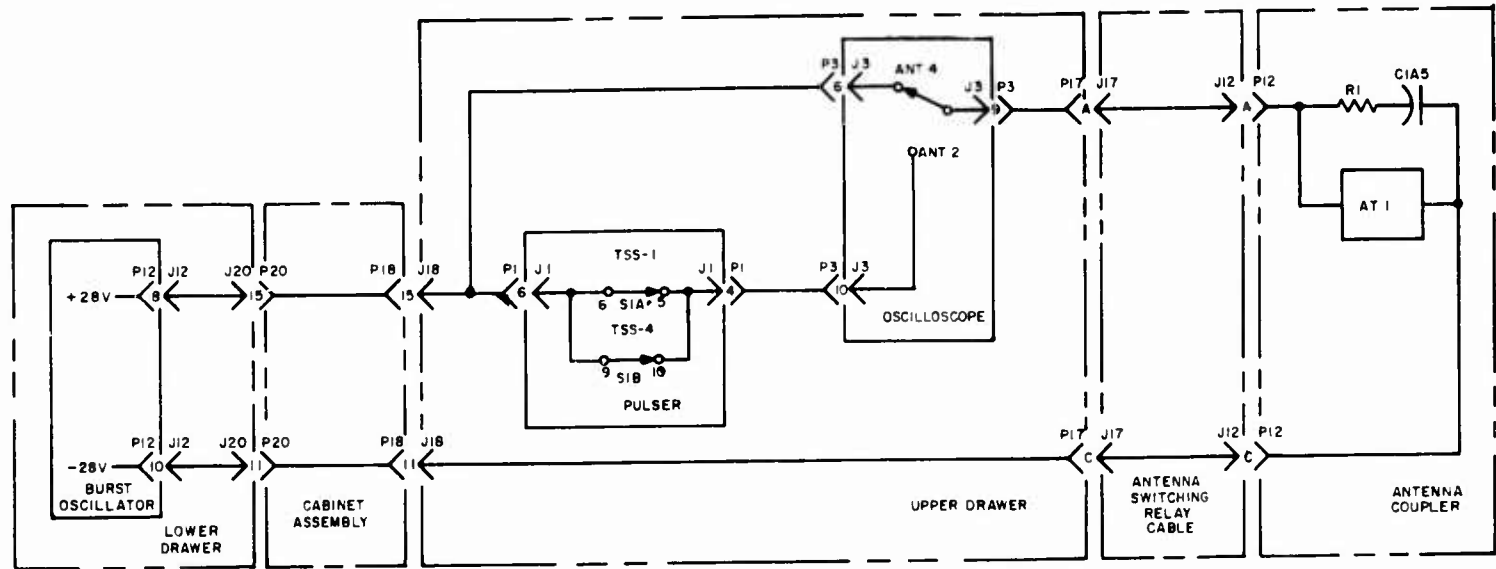 P3 J3
ANT 4
6
J3 P3
9
P17 J17
A
J12 P12
A
R1
C1A5
ANT 2
AT 1
P12 J12
+28V
8
J20 P20
15
P18 J18
15
P1 J1
6
TSS-1
6 S1A 5
TSS-4
9 S1B 10
PULSER
J1 P1
4
P3 J3
10
OSCILLOSCOPE
P12 J12
-28V
10
J20 P20
11
P18 J18
11
P17 J17
C
J12 P12
C
BURST
OSCILLATOR
LOWER
DRAWER
CABINET
ASSEMBLY
UPPER DRAWER
ANTENNA
SWITCHING
RELAY
CABLE
ANTENNA
COUPLER